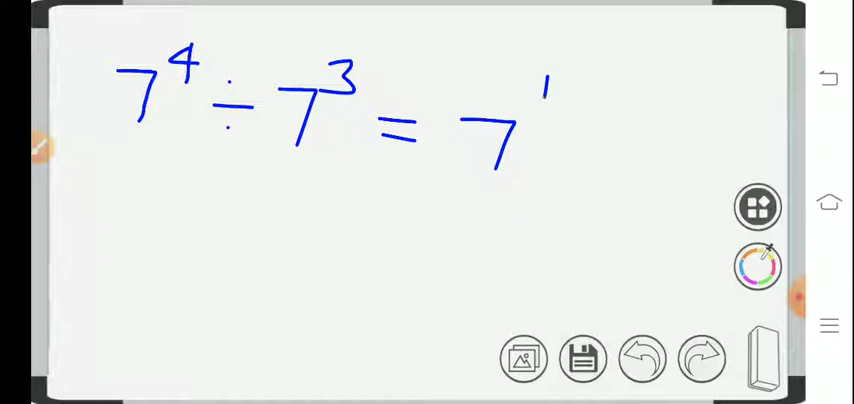 7⁴ ÷ 7³ = 7¹